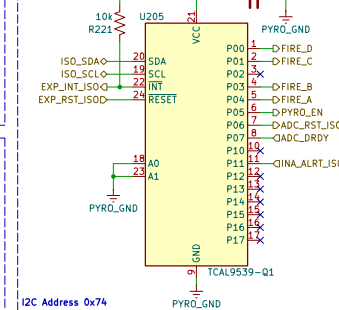 10k
R221
U205
21
VCC
PYRO_GND
ISO_SDA 20 SDA
ISO_SCL 19 SCL
EXP_INT_ISO 22 INT
EXP_RST_ISO 24 RESET
18 A0
23 A1
PYRO_GND
P00 1 FIRE_D
P01 2 FIRE_C
P02 3
P03 4 FIRE_B
P04 5 FIRE_A
P05 6 PYRO_EN
P06 7 ADC_RST_ISO
P07 8 ADC_DRDY
P10 10
P11 11 INA_ALRT_ISO
P12 12
P13 13
P14 14
P15 15
P16 16
P17 17
GND
9
TCAL9539-Q1
PYRO_GND
I2C Address 0x74